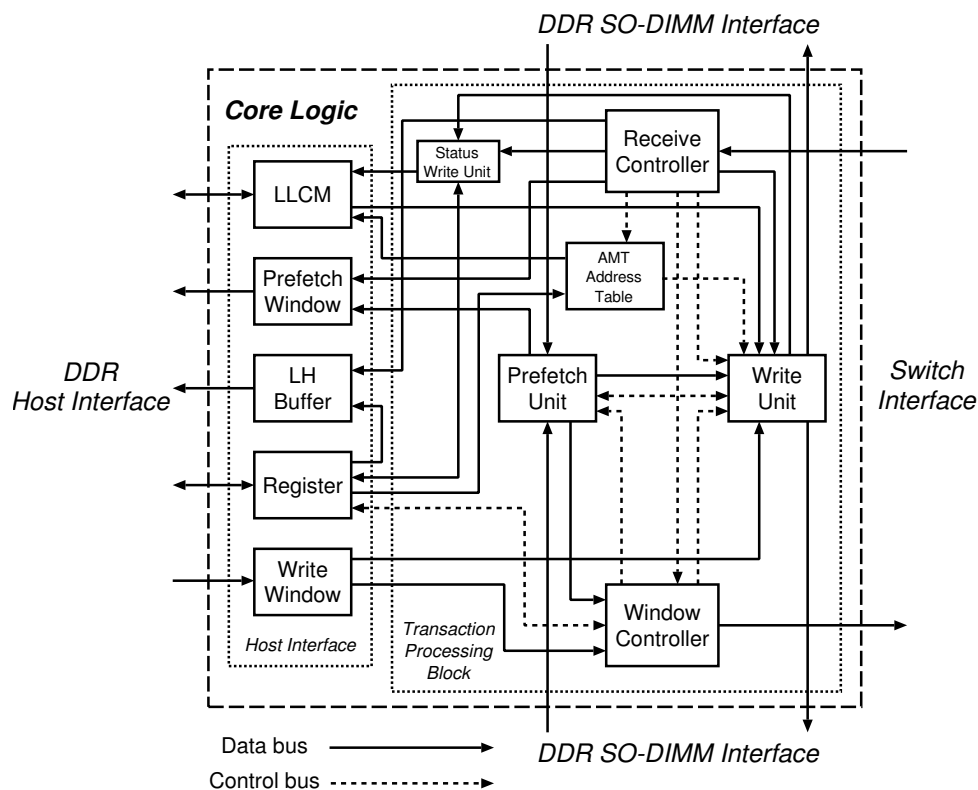 DDR SO-DIMM Interface
Core Logic
Receive
Controller
Status
Write Unit
LLCM
AMT
Address
Table
Prefetch
Window
DDR
Host Interface
LH
Buffer
Prefetch
Unit
Write
Unit
Switch
Interface
Register
Write
Window
Window
Controller
Host Interface
Transaction
Processing
Block
Data bus
DDR SO-DIMM Interface
Control bus